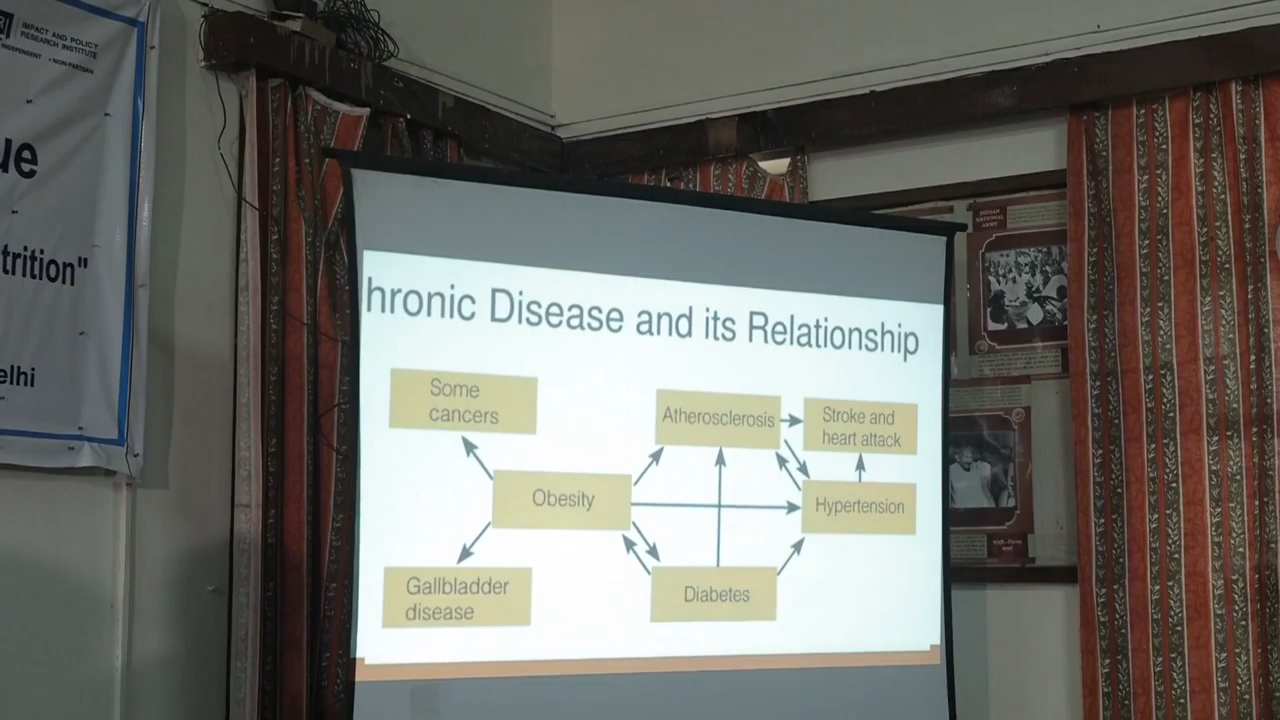 IMPACT AND POLICY
RESEARCH INSTITUTE
INDEPENDENT • NON-PARTISAN
ue
trition"
elhi
hronic Disease and its Relationship
Some
cancers
Atherosclerosis
Stroke and
heart attack
Obesity
Hypertension
Gallbladder
disease
Diabetes
INDIAN
NATIONAL
ARMY